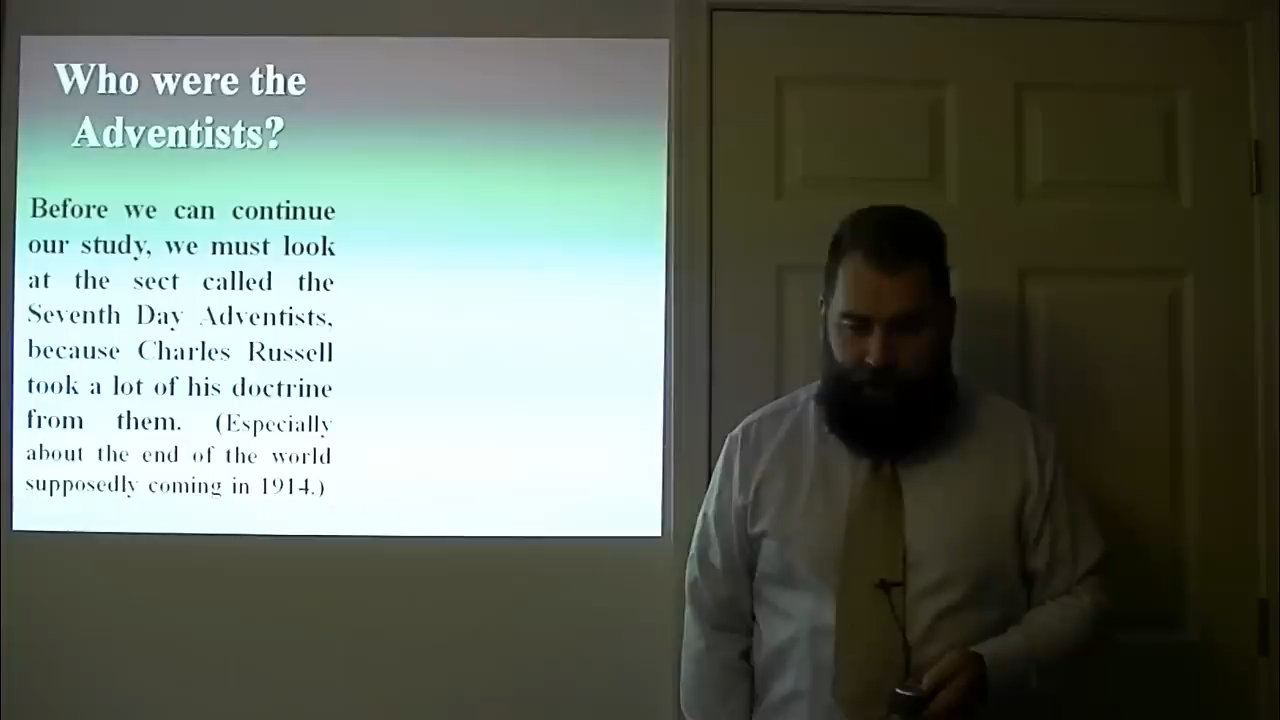 Who were the
Adventists?
Before we can continue
our study, we must look
at the sect called the
Seventh Day Adventists,
because Charles Russell
took a lot of his doctrine
from them. (Especially
about the end of the world
supposedly coming in 1914.)